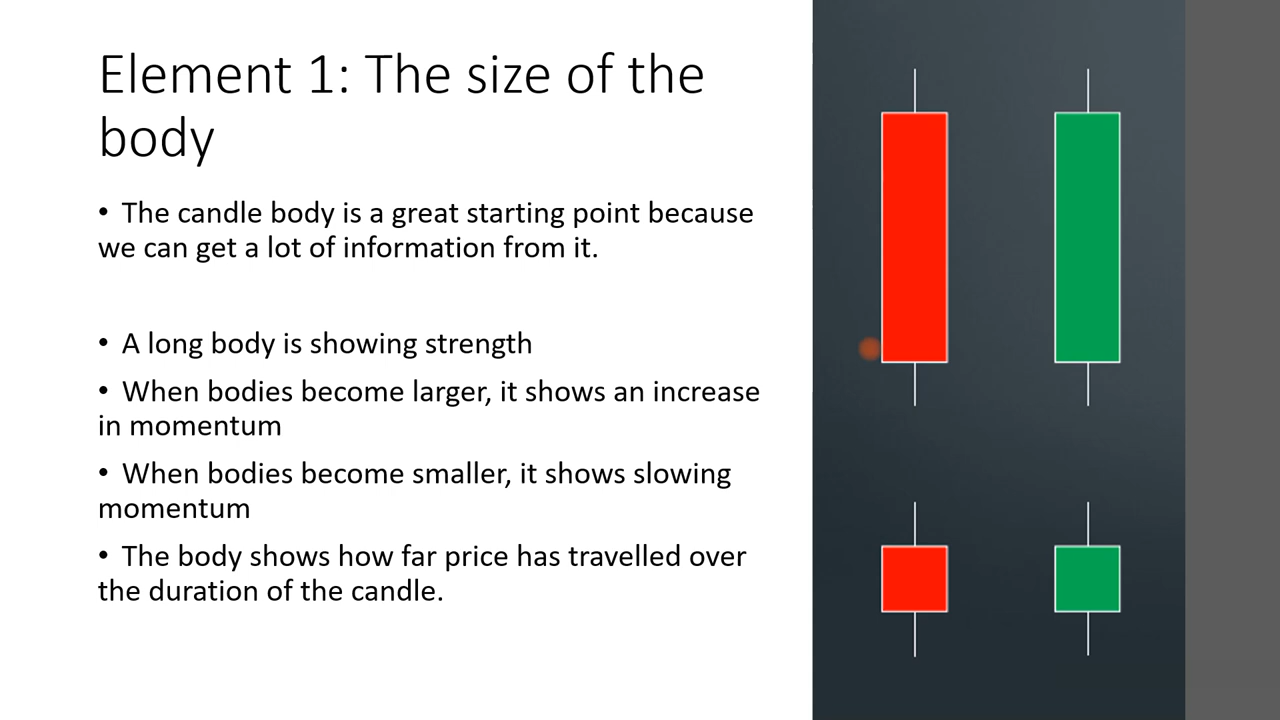 Element 1: The size of the
body
• The candle body is a great starting point because
we can get a lot of information from it.
• A long body is showing strength
• When bodies become larger, it shows an increase
in momentum
• When bodies become smaller, it shows slowing
momentum
• The body shows how far price has travelled over
the duration of the candle.